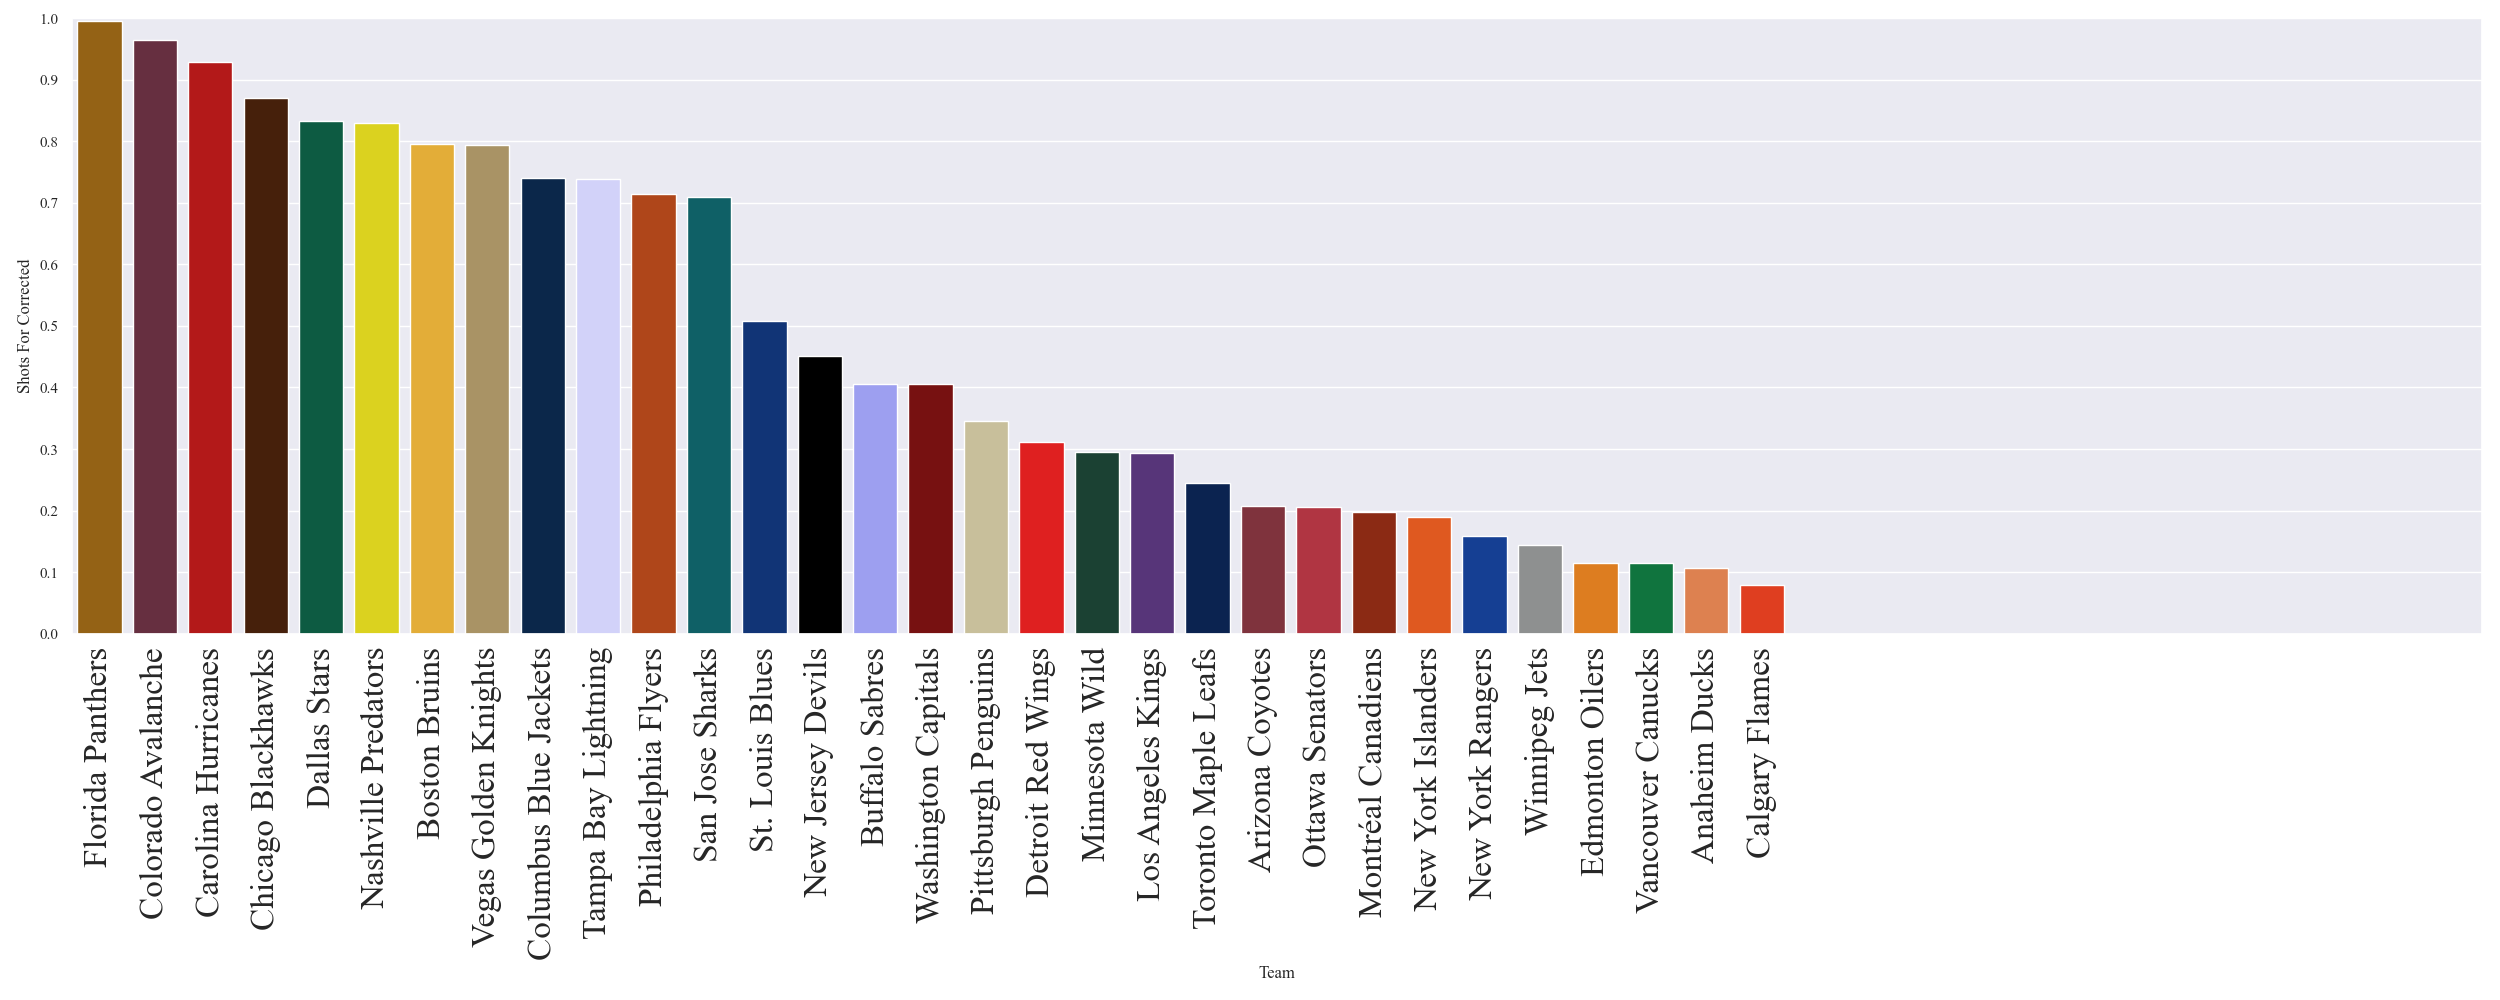 1.0
0.9
0.8
0.7
0.6
0.5
0.4
0.3
0.2
0.1
0.0
Shots For Corrected
Florida Panthers
Colorado Avalanche
Carolina Hurricanes
Chicago Blackhawks
Dallas Stars
Nashville Predators
Boston Bruins
Vegas Golden Knights
Columbus Blue Jackets
Tampa Bay Lightning
Philadelphia Flyers
San Jose Sharks
St. Louis Blues
New Jersey Devils
Buffalo Sabres
Washington Capitals
Pittsburgh Penguins
Detroit Red Wings
Minnesota Wild
Los Angeles Kings
Toronto Maple Leafs
Arizona Coyotes
Ottawa Senators
Montréal Canadiens
New York Islanders
New York Rangers
Winnipeg Jets
Edmonton Oilers
Vancouver Canucks
Anaheim Ducks
Calgary Flames
Team